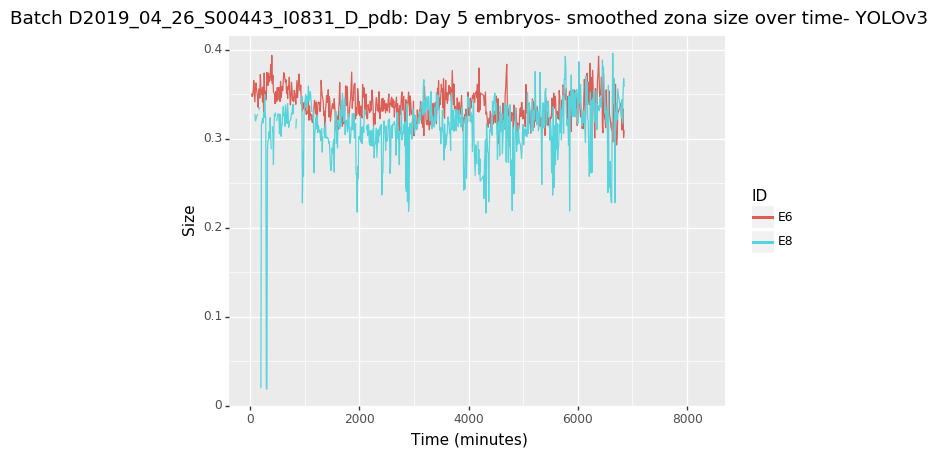 Batch D2019_04_26_S00443_I0831_D_pdb: Day 5 embryos- smoothed zona size over time- YOLOv3
0.4
0.3
0.2
0.1
0
Size
0
2000
4000
6000
8000
Time (minutes)
ID
E6
E8